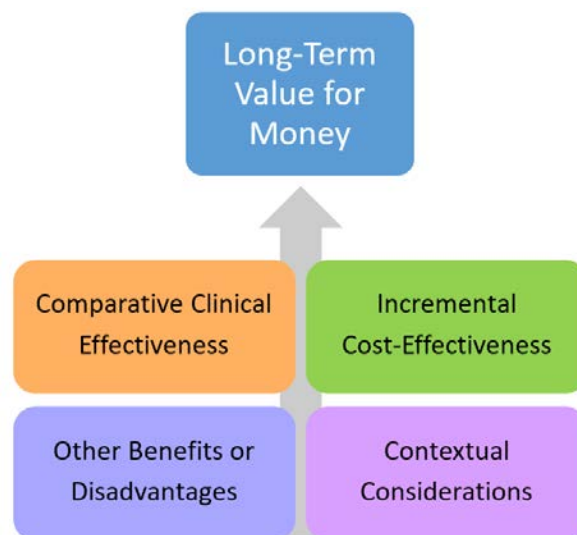 Long-Term
Value for
Money
Comparative Clinical
Effectiveness
Incremental
Cost-Effectiveness
Other Benefits or
Disadvantages
Contextual
Considerations